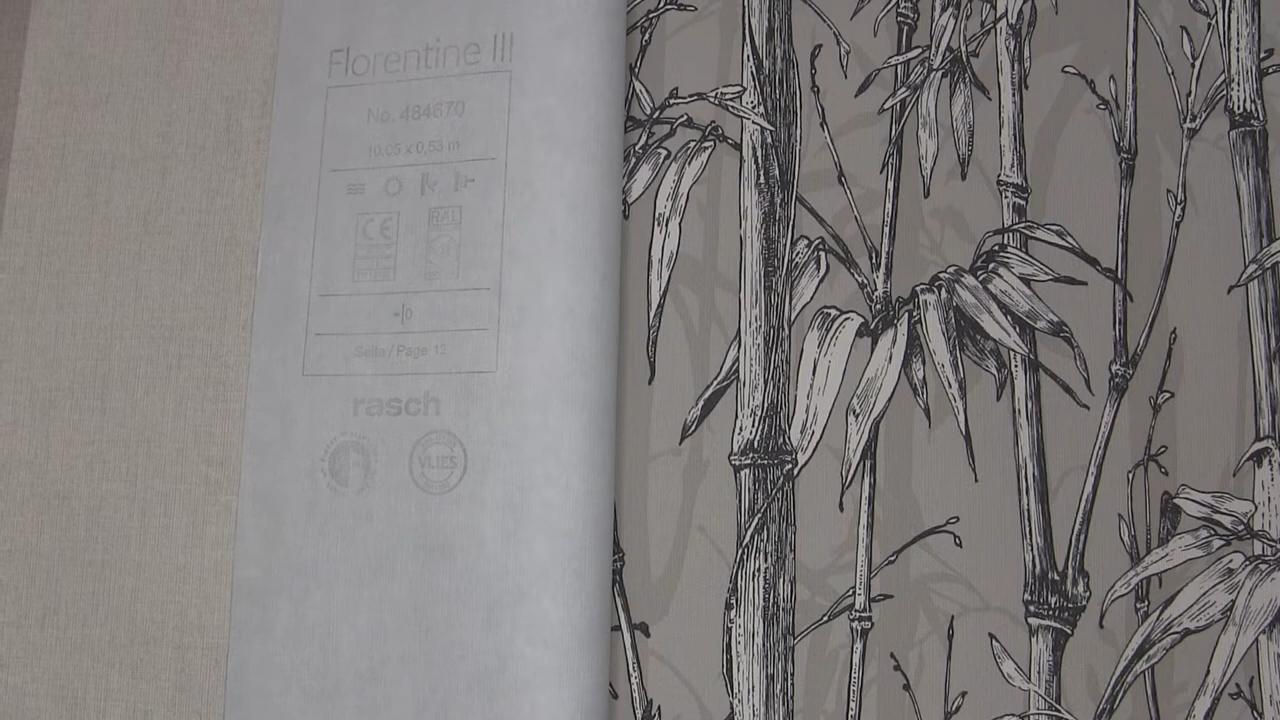 Florentine III
No. 484670
10,05 x 0,53 m
CE
RAL
Seite / Page 12
rasch
VLIES